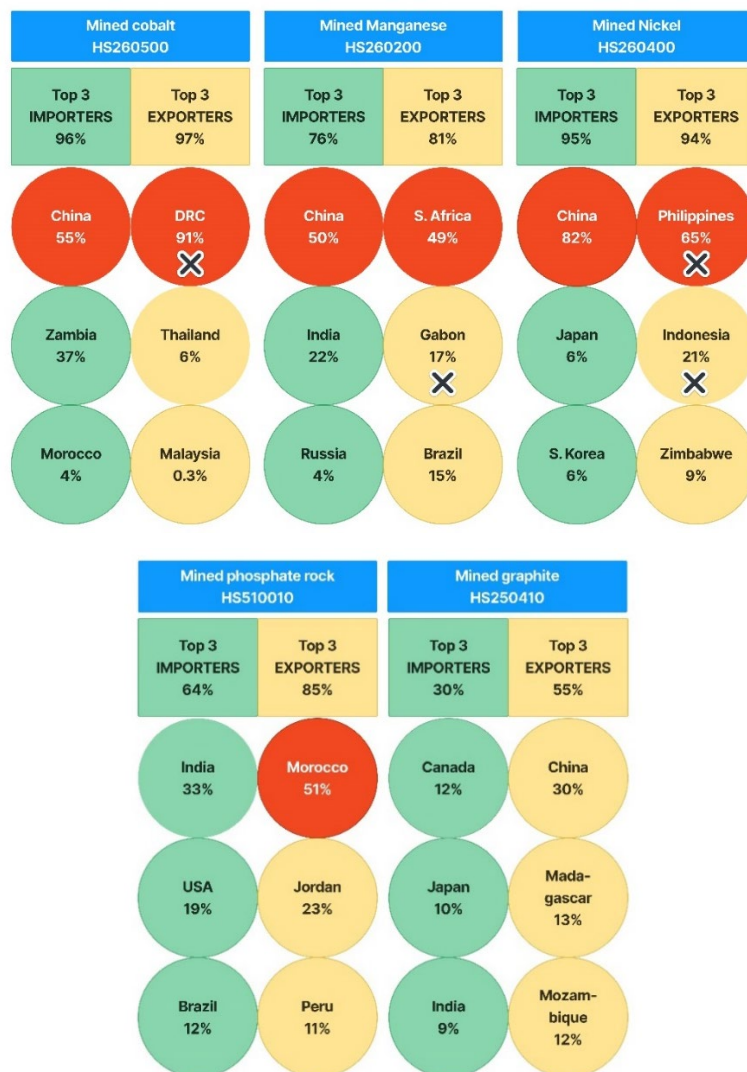 Mined cobalt
HS260500
Top 3
IMPORTERS
96%
Top 3
EXPORTERS
97%
China
55%
DRC
91%
Zambia
37%
Thailand
6%
Morocco
4%
Malaysia
0.3%
Mined Manganese
HS260200
Top 3
IMPORTERS
76%
Top 3
EXPORTERS
81%
China
50%
S. Africa
49%
India
22%
Gabon
17%
Russia
4%
Brazil
15%
Mined Nickel
HS260400
Top 3
IMPORTERS
95%
Top 3
EXPORTERS
94%
China
82%
Philippines
65%
Japan
6%
Indonesia
21%
S. Korea
6%
Zimbabwe
9%
Mined phosphate rock
HS510010
Top 3
IMPORTERS
64%
Top 3
EXPORTERS
85%
India
33%
Morocco
51%
USA
19%
Jordan
23%
Brazil
12%
Peru
11%
Mined graphite
HS250410
Top 3
IMPORTERS
30%
Top 3
EXPORTERS
55%
Canada
12%
China
30%
Japan
10%
Mada-
gascar
13%
India
9%
Mozam-
bique
12%